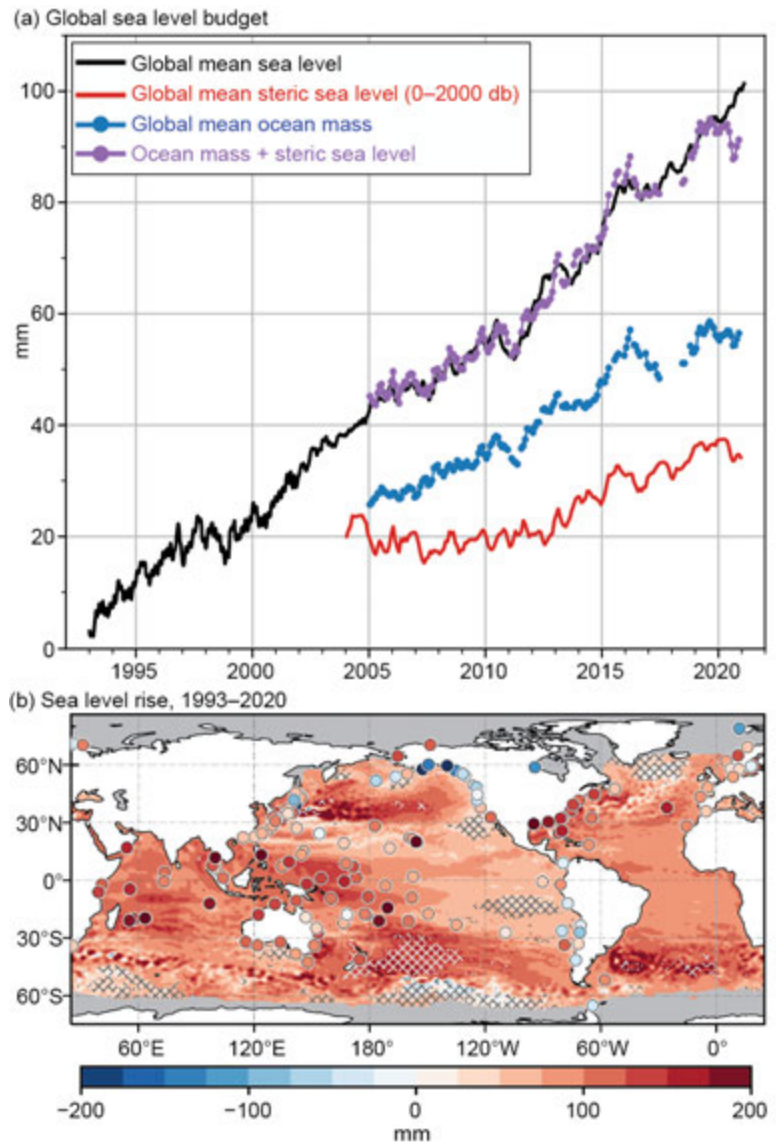 (a) Global sea level budget
Global mean sea level
Global mean steric sea level (0–2000 db)
Global mean ocean mass
Ocean mass + steric sea level
100
80
60
40
20
0
mm
1995 2000 2005 2010 2015 2020
(b) Sea level rise, 1993–2020
60°N
30°N
0°
30°S
60°S
60°E 120°E 180° 120°W 60°W 0°
−200 −100 0 100 200
mm